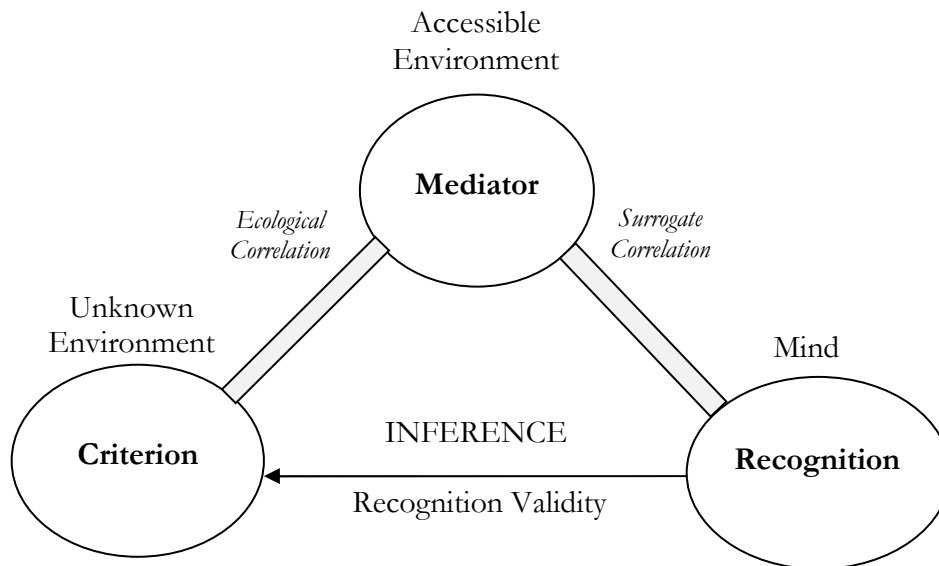 Accessible
Environment
Mediator
Ecological
Correlation
Surrogate
Correlation
Unknown
Environment
Mind
Criterion
INFERENCE
Recognition
Recognition Validity